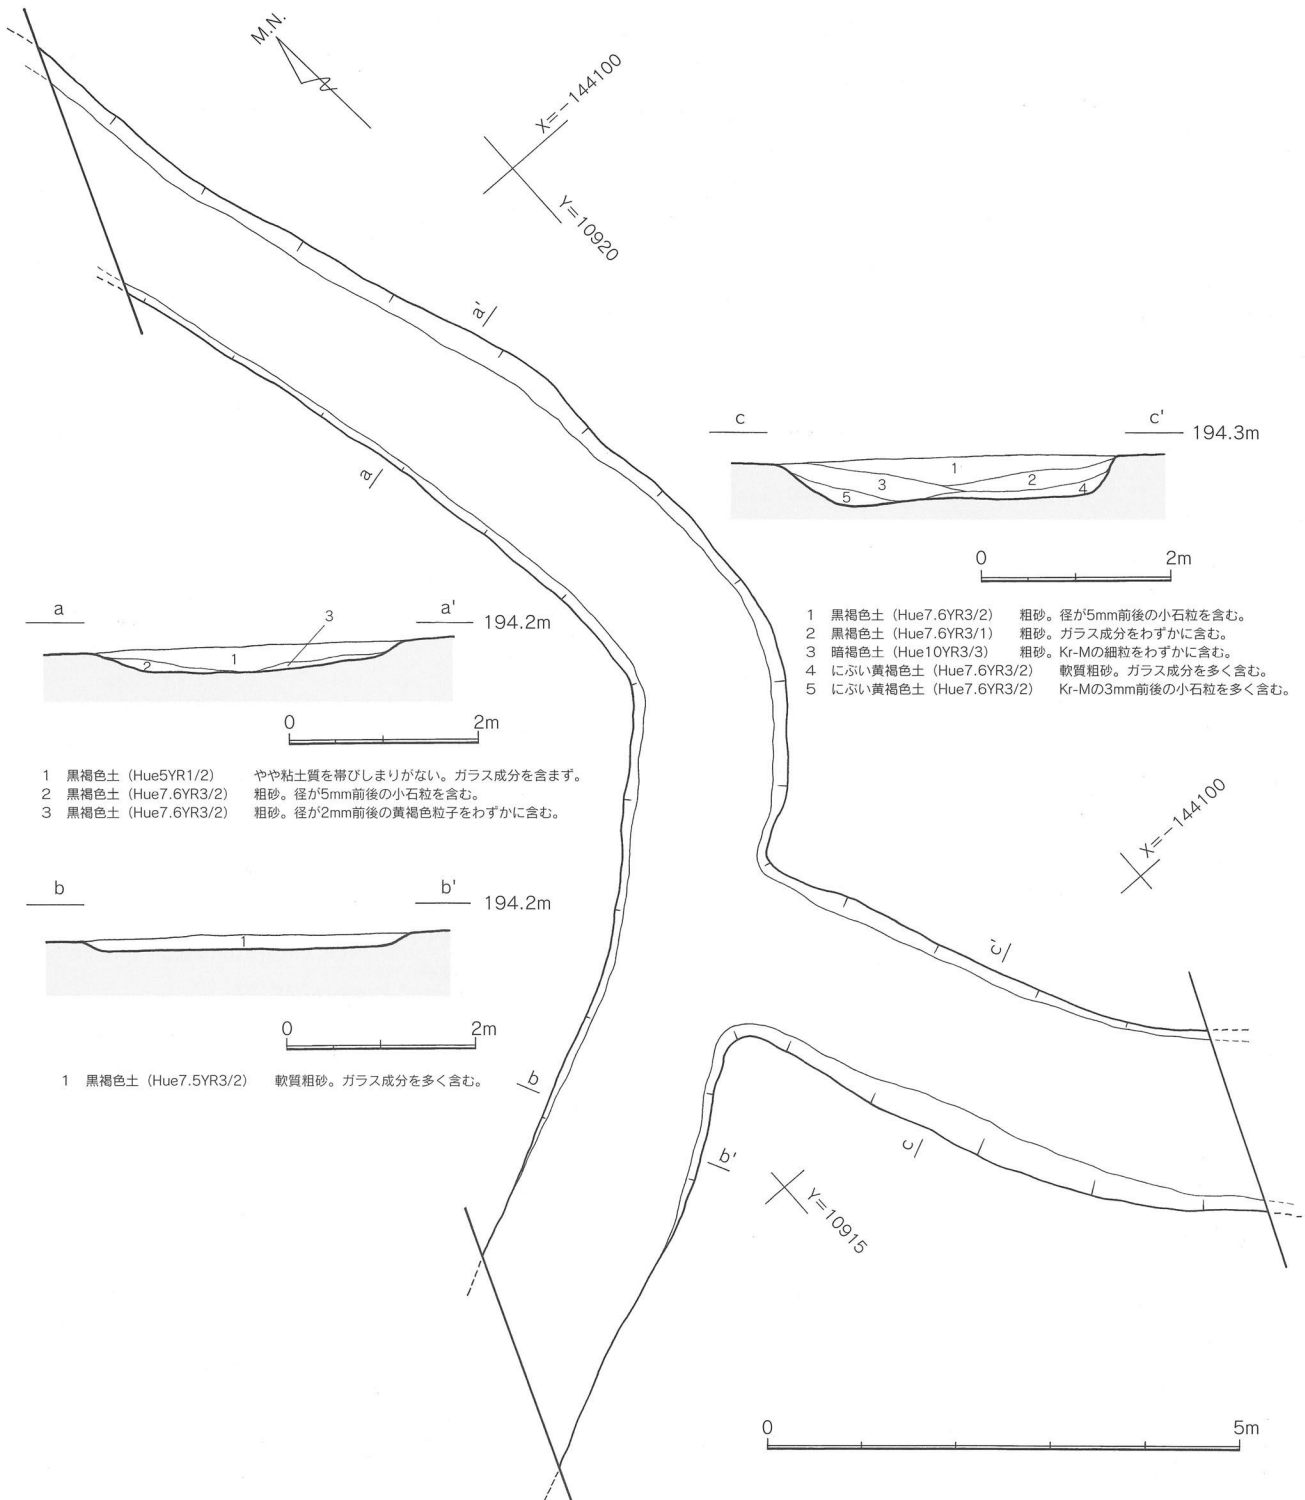 M.N.
X=-144100
Y=10920
a'
a
c c'
194.3m
1
3 2
5 4
0 2m
1 黒褐色土（Hue7.6YR3/2） 粗砂。径が5mm前後の小石粒を含む。
2 黒褐色土（Hue7.6YR3/1） 粗砂。ガラス成分をわずかに含む。
3 暗褐色土（Hue10YR3/3） 粗砂。Kr-Mの細粒をわずかに含む。
4 にぶい黄褐色土（Hue7.6YR3/2） 軟質粗砂。ガラス成分を多く含む。
5 にぶい黄褐色土（Hue7.6YR3/2） Kr-Mの3mm前後の小石粒を多く含む。
a a'
194.2m
3
2 1
0 2m
1 黒褐色土（Hue5YR1/2） やや粘土質を帯びしまりがない。ガラス成分を含まず。
2 黒褐色土（Hue7.6YR3/2） 粗砂。径が5mm前後の小石粒を含む。
3 黒褐色土（Hue7.6YR3/2） 粗砂。径が2mm前後の黄褐色粒子をわずかに含む。
b b'
194.2m
1
0 2m
1 黒褐色土（Hue7.5YR3/2） 軟質粗砂。ガラス成分を多く含む。
X=-144100
c'
b
b'
c
Y=10915
0 5m